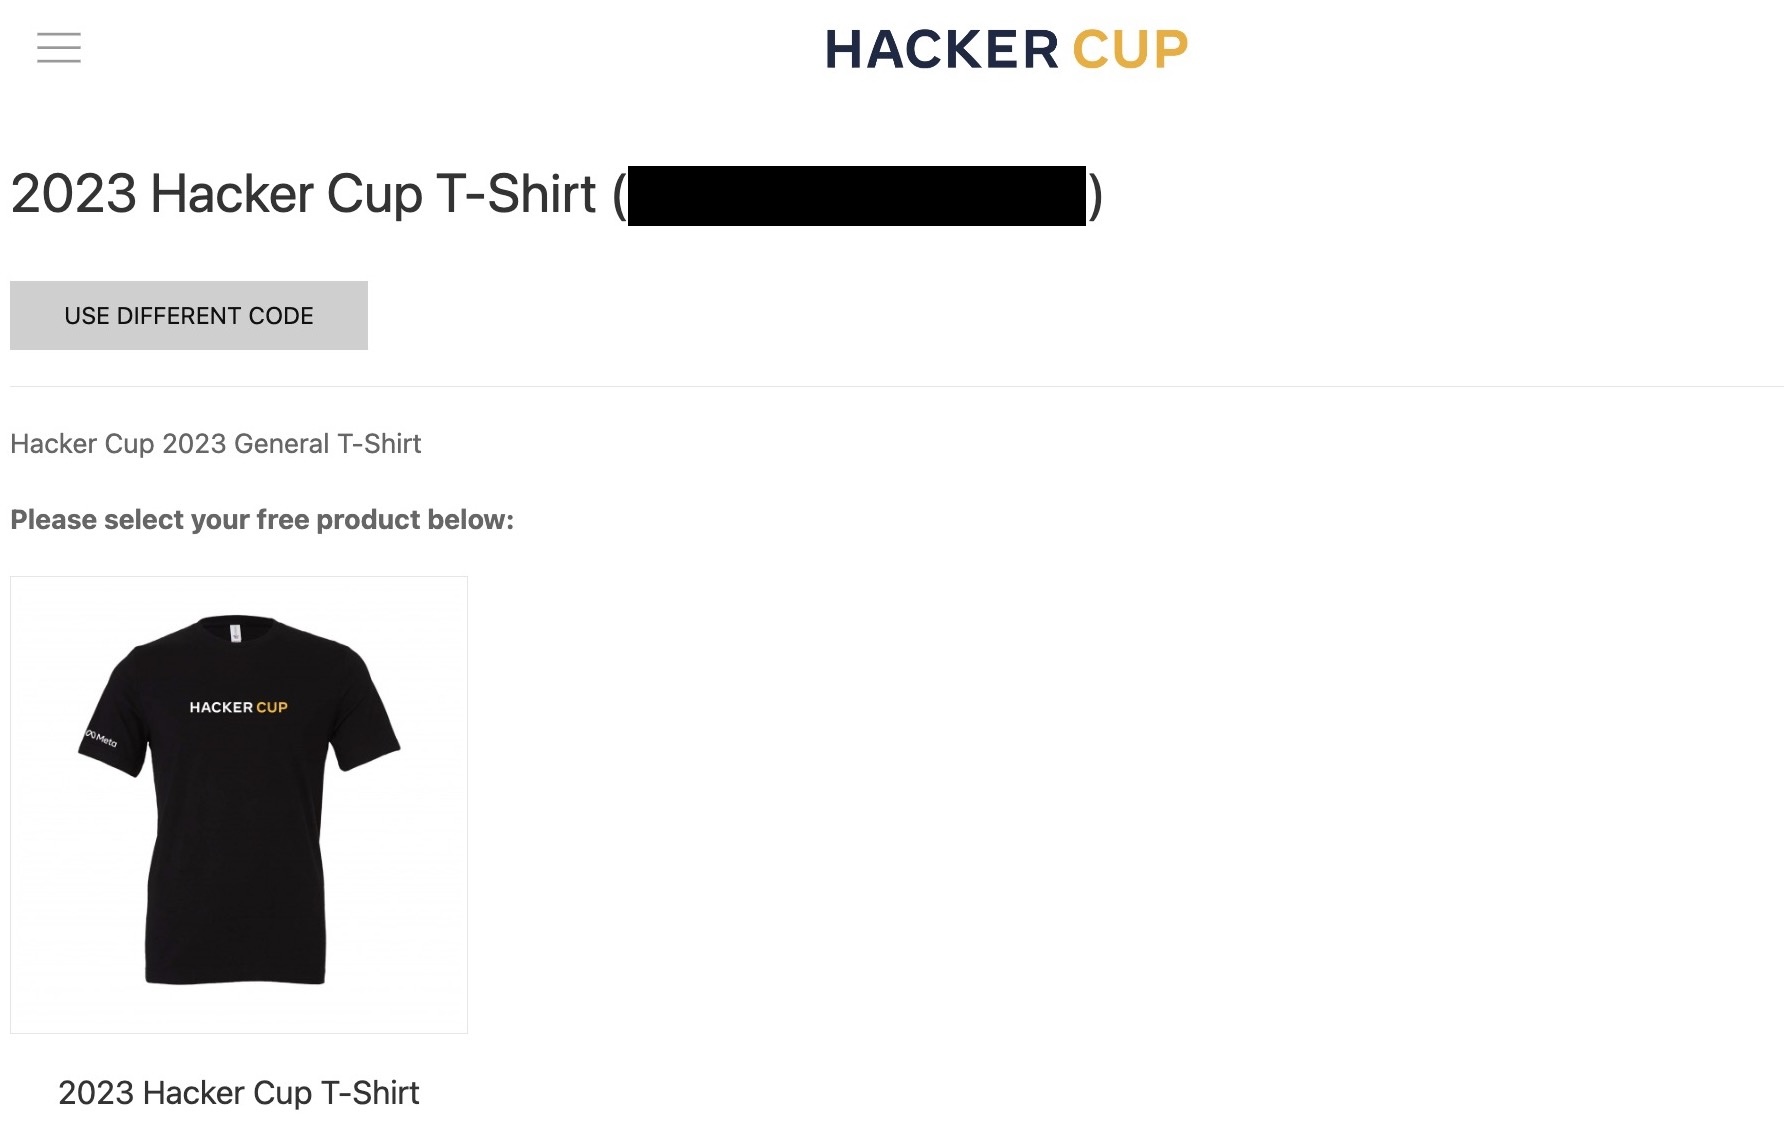 HACKER CUP
2023 Hacker Cup T-Shirt ( )
USE DIFFERENT CODE
Hacker Cup 2023 General T-Shirt
Please select your free product below:
HACKER CUP
Meta
2023 Hacker Cup T-Shirt